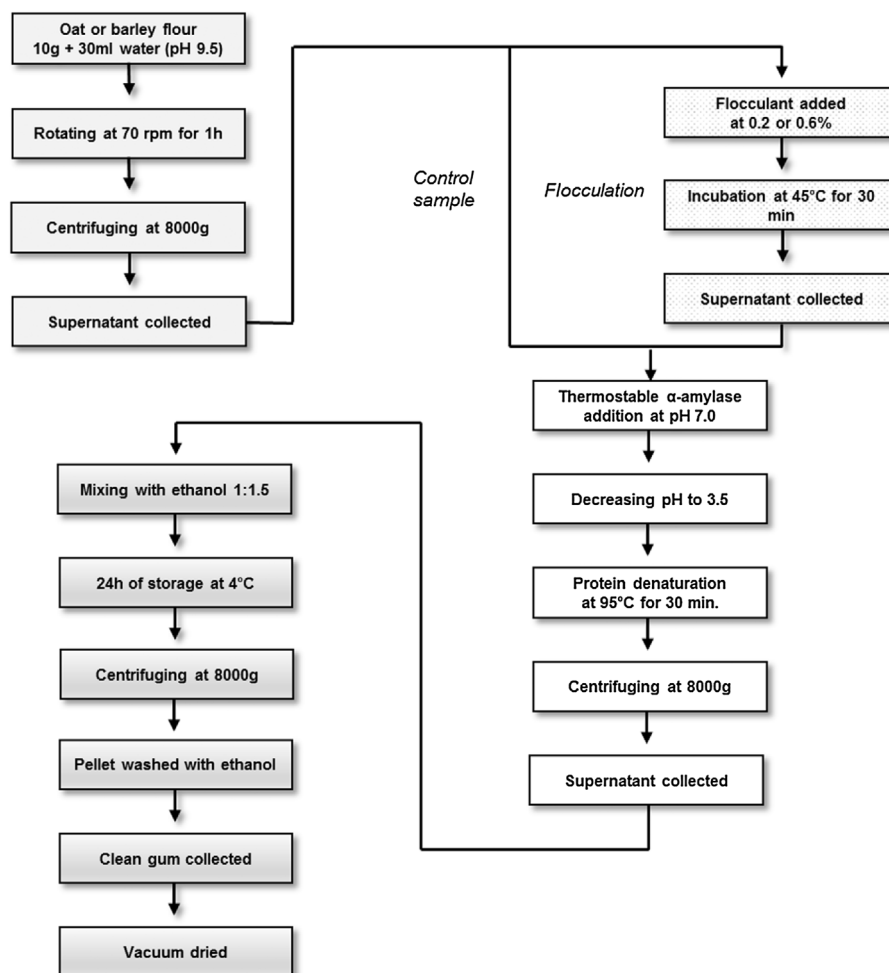 Oat or barley flour
10g + 30ml water (pH 9.5)
Rotating at 70 rpm for 1h
Centrifuging at 8000g
Supernatant collected
Control
sample
Flocculation
Flocculant added
at 0.2 or 0.6%
Incubation at 45°C for 30
min
Supernatant collected
Thermostable α-amylase
addition at pH 7.0
Decreasing pH to 3.5
Protein denaturation
at 95°C for 30 min.
Centrifuging at 8000g
Supernatant collected
Mixing with ethanol 1:1.5
24h of storage at 4°C
Centrifuging at 8000g
Pellet washed with ethanol
Clean gum collected
Vacuum dried